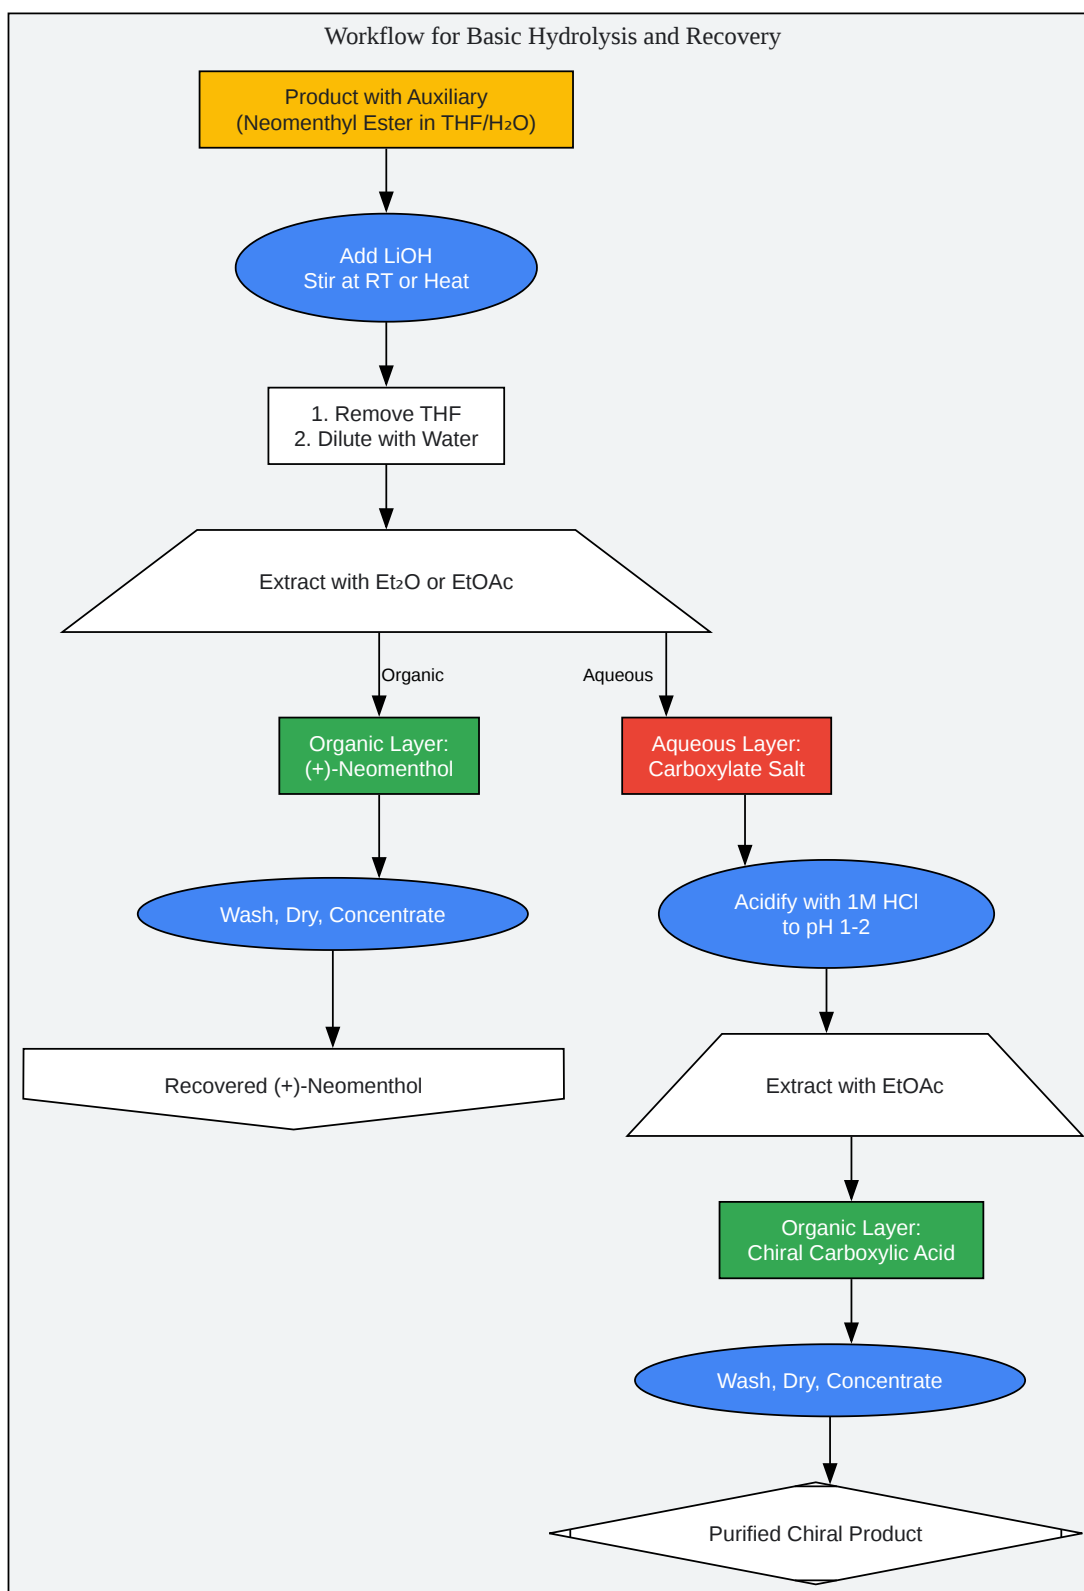 Workflow for Basic Hydrolysis and Recovery
Product with Auxiliary
(Neomenthyl Ester in THF/H₂O)
Add LiOH
Stir at RT or Heat
1. Remove THF
2. Dilute with Water
Extract with Et₂O or EtOAc
Organic
Aqueous
Organic Layer:
(+)-Neomenthol
Aqueous Layer:
Carboxylate Salt
Wash, Dry, Concentrate
Acidify with 1M HCl
to pH 1-2
Recovered (+)-Neomenthol
Extract with EtOAc
Organic Layer:
Chiral Carboxylic Acid
Wash, Dry, Concentrate
Purified Chiral Product